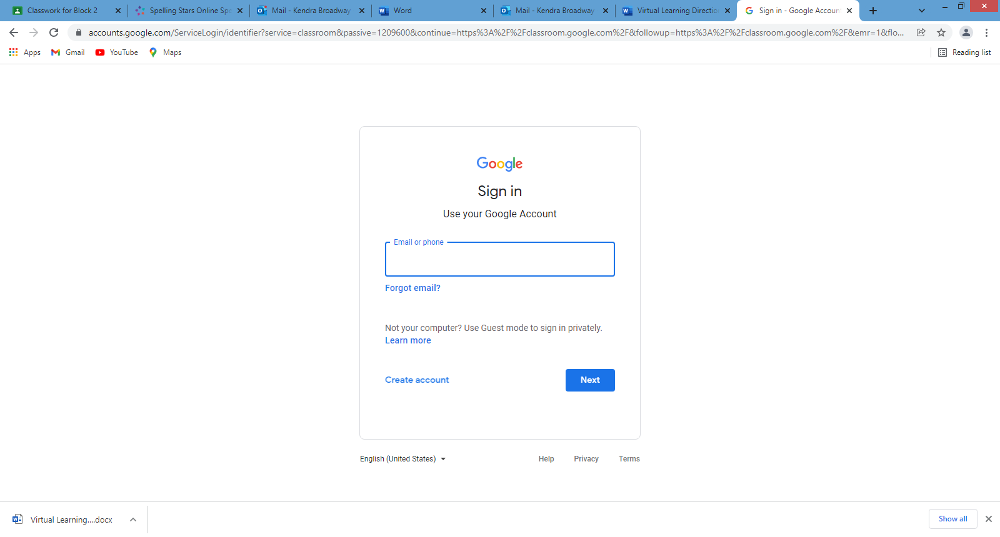 Classwork for Block 2
Spelling Stars Online Spe
Mail - Kendra Broadway
Word
Mail - Kendra Broadway
Virtual Learning Directio
Sign in - Google Accoun
accounts.google.com/ServiceLogin/identifier?service=classroom&passive=1209600&continue=https%3A%2F%2Fclassroom.google.com%2F&followup=https%3A%2F%2Fclassroom.google.com%2F&emr=1&flo...
Apps
Gmail
YouTube
Maps
Reading list
Google
Sign in
Use your Google Account
Email or phone
Forgot email?
Not your computer? Use Guest mode to sign in privately.
Learn more
Create account
Next
English (United States)
Help
Privacy
Terms
Virtual Learning....docx
Show all